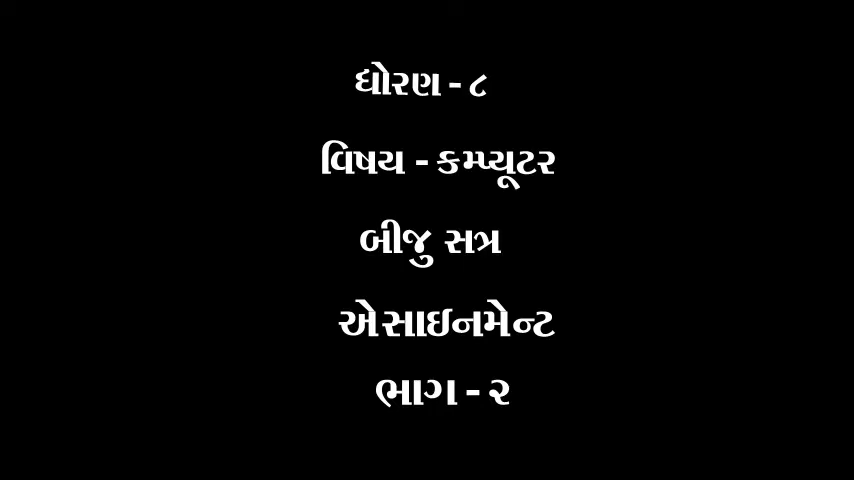 ધોરણ - ૮
વિષય - કમ્પ્યૂટર
બીજુ સત્ર
એસાઇનમેન્ટ
ભાગ - ૨